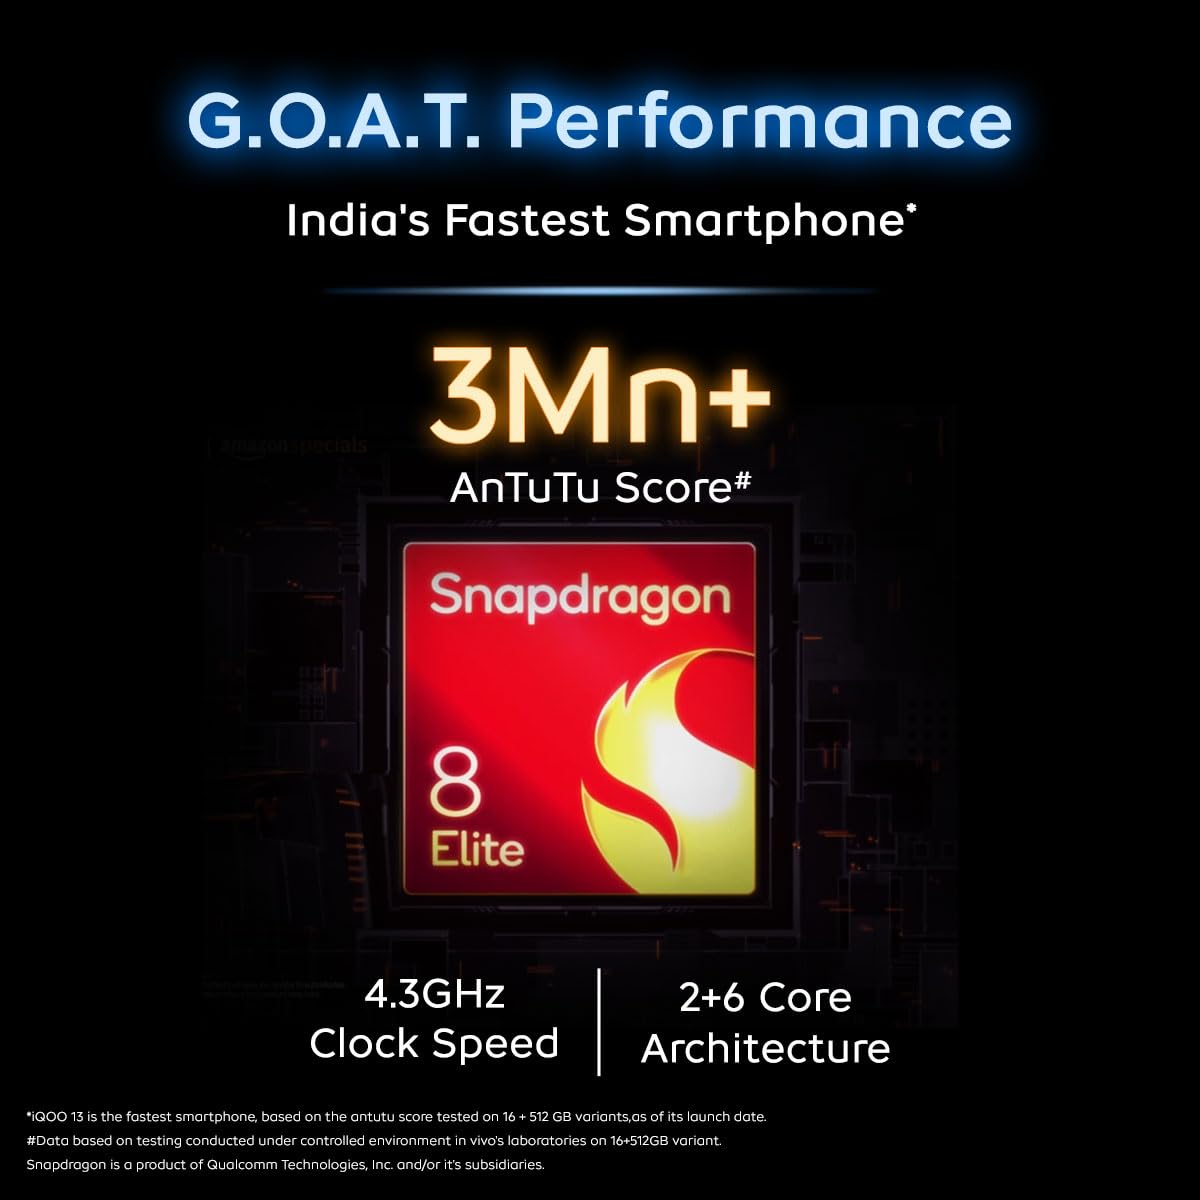 G.O.A.T. Performance
India's Fastest Smartphone*
3Mn+
amazon specials
AnTuTu Score#
Snapdragon
8
Elite
4.3GHz
Clock Speed
2+6 Core
Architecture
*iQOO 13 is the fastest smartphone, based on the antutu score tested on 16 + 512 GB variants,as of its launch date.
#Data based on testing conducted under controlled environment in vivo's laboratories on 16+512GB variant.
Snapdragon is a product of Qualcomm Technologies, Inc. and/or it's subsidiaries.